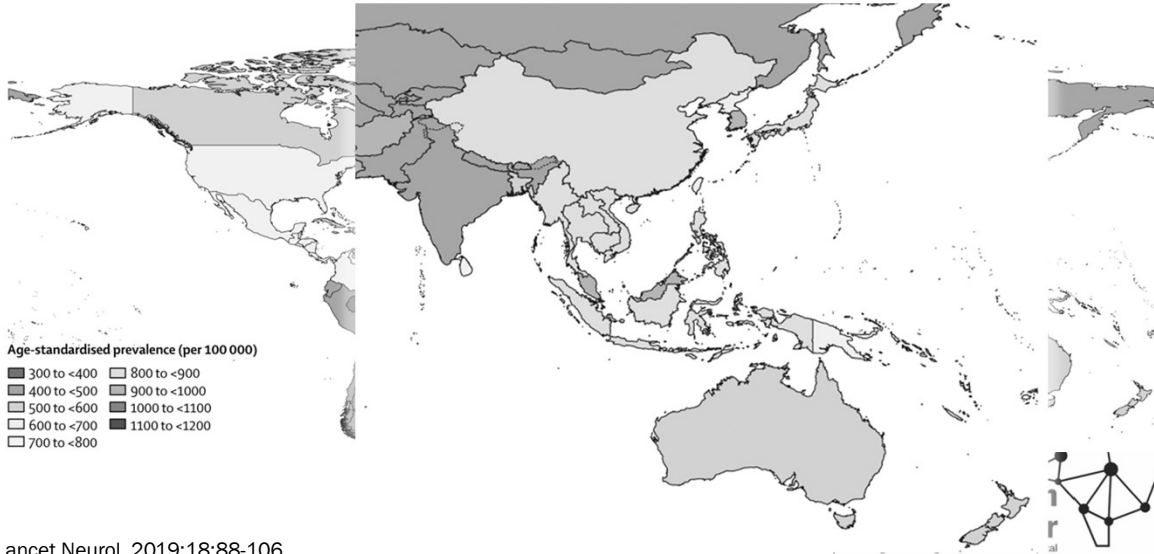 Age-standardised prevalence (per 100 000)
300 to <400
400 to <500
500 to <600
600 to <700
700 to <800
800 to <900
900 to <1000
1000 to <1100
1100 to <1200
ancet Neurol. 2019;18:88-106
r
al